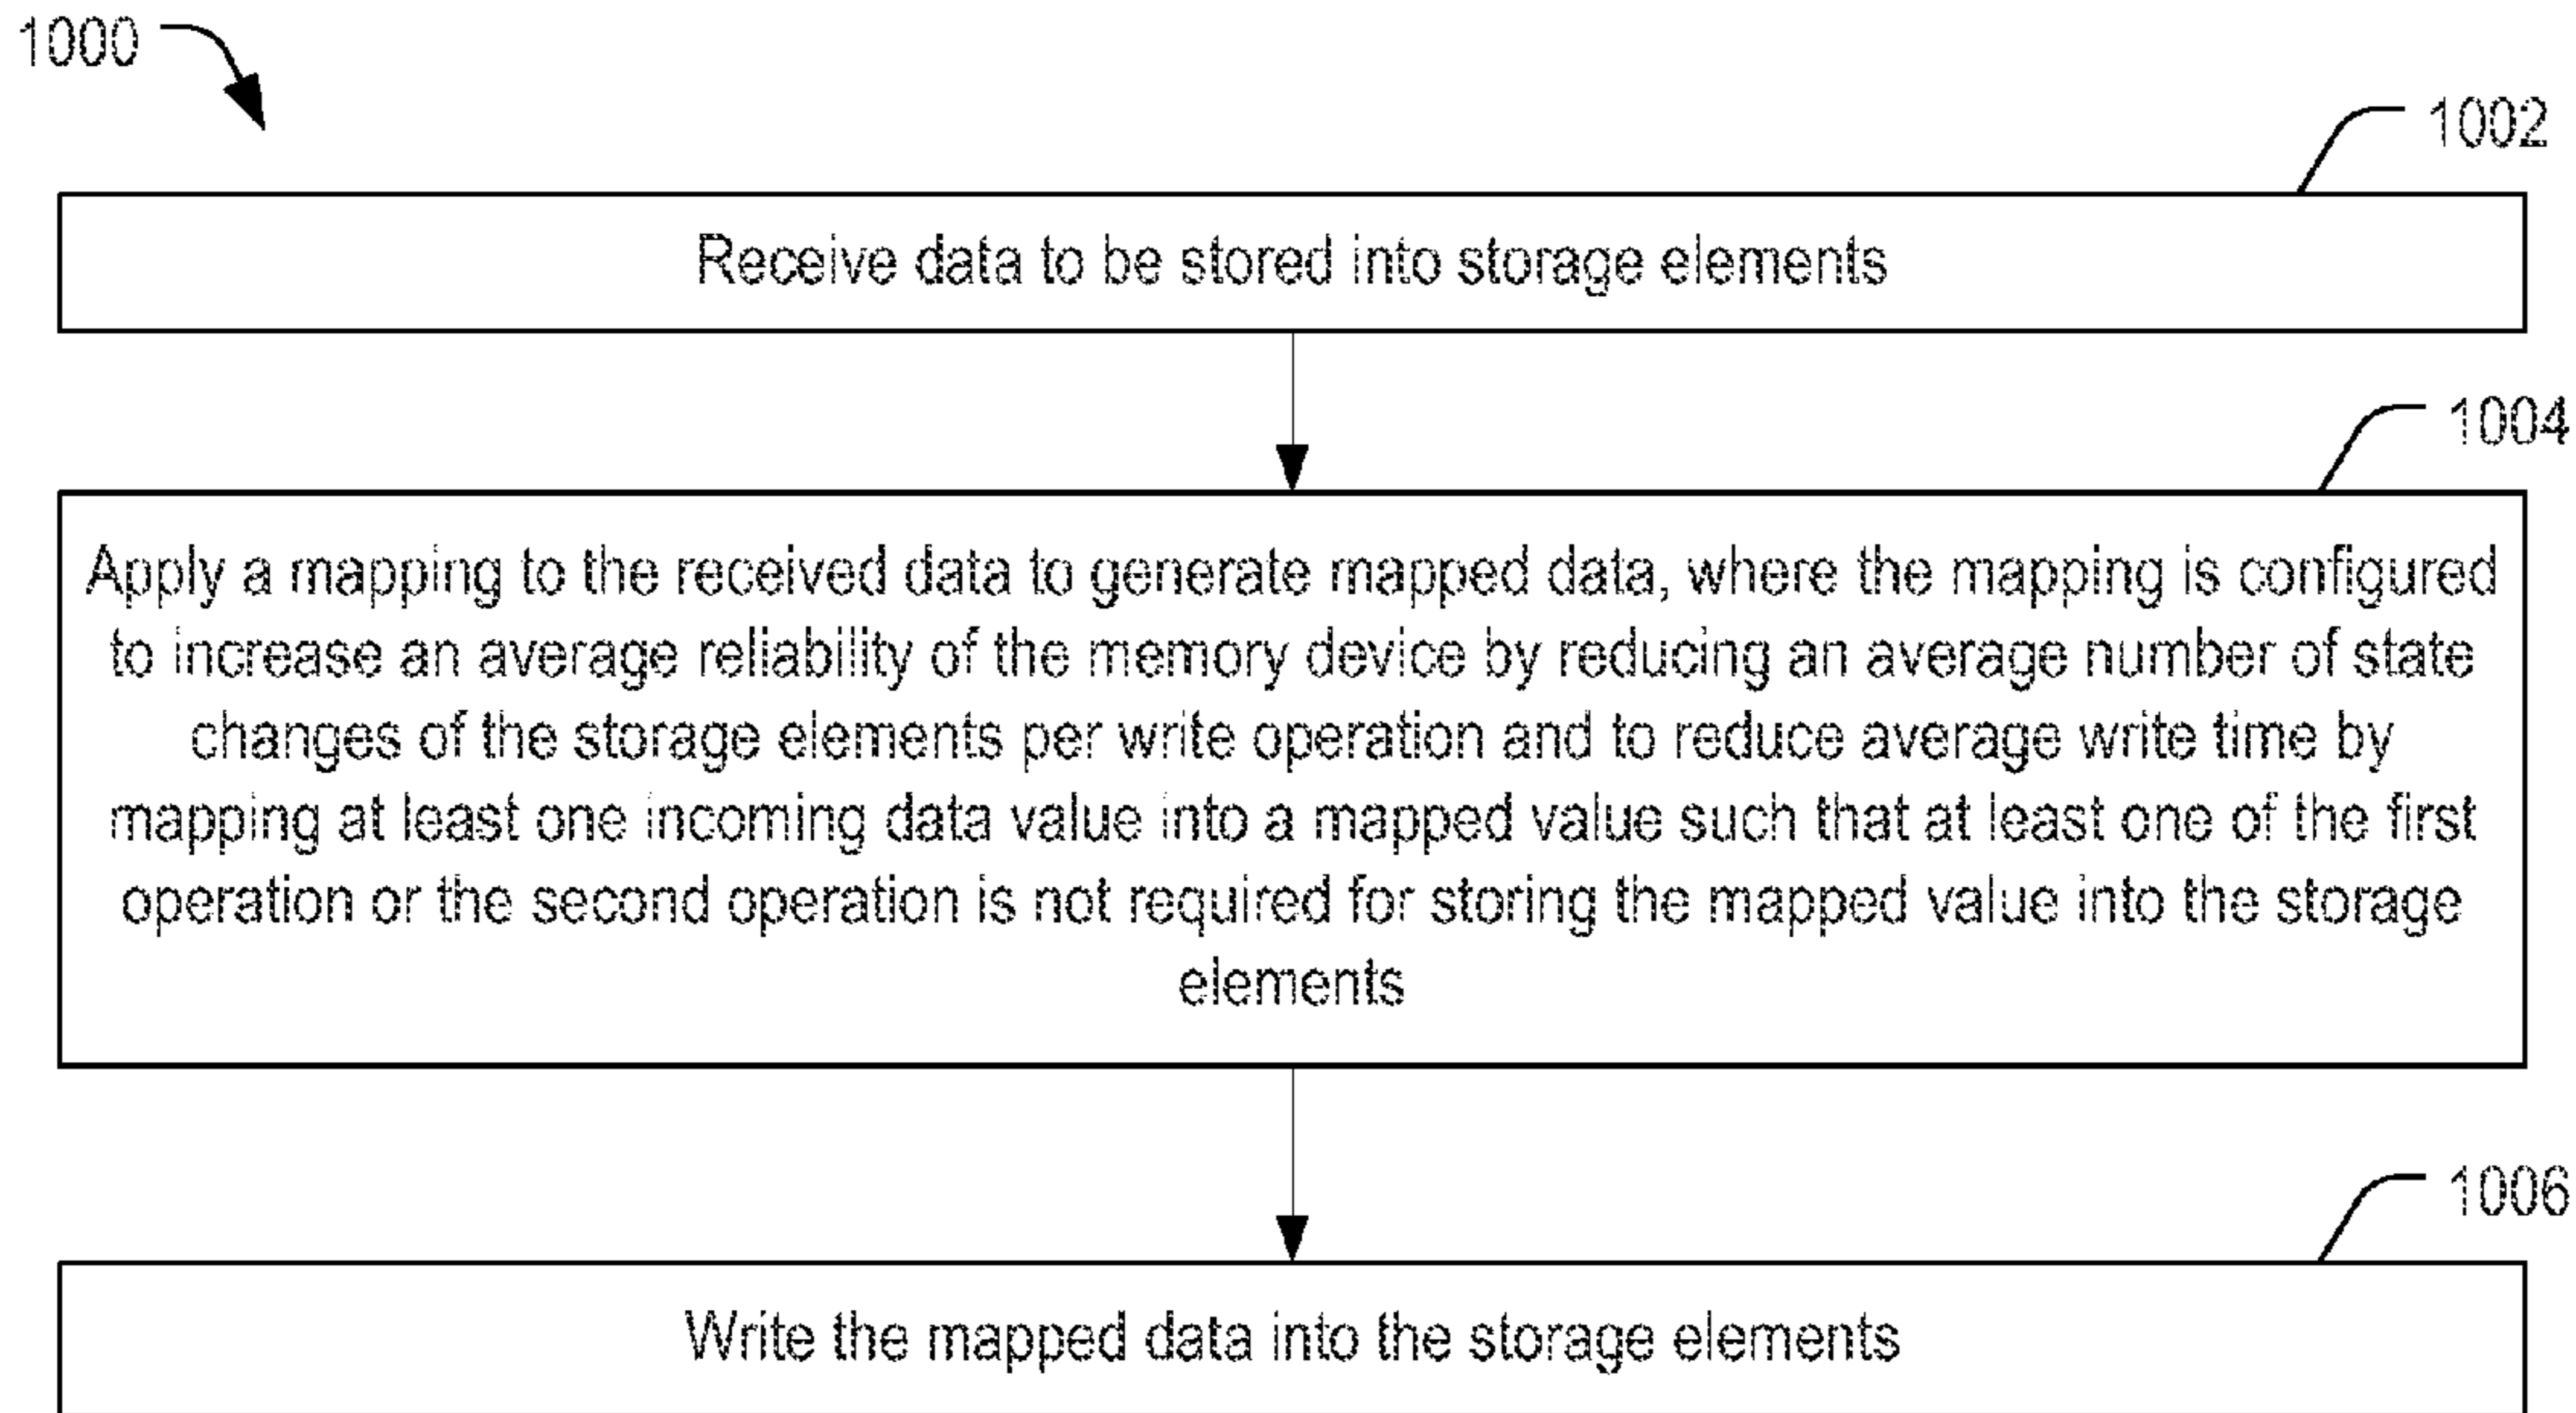 1000
1002
Receive data to be stored into storage elements
1004
Apply a mapping to the received data to generate mapped data, where the mapping is configured
to increase an average reliability of the memory device by reducing an average number of state
changes of the storage elements per write operation and to reduce average write time by
mapping at least one incoming data value into a mapped value such that at least one of the first
operation or the second operation is not required for storing the mapped value into the storage
elements
1006
Write the mapped data into the storage elements